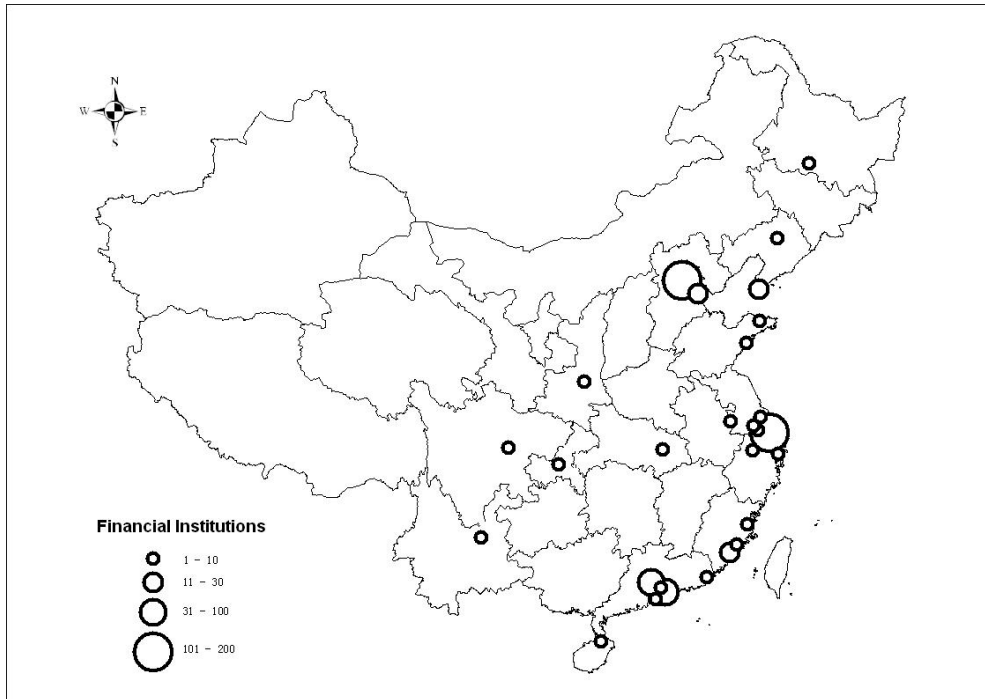 N
W E
S
Financial Institutions
1 - 10
11 - 30
31 - 100
101 - 200